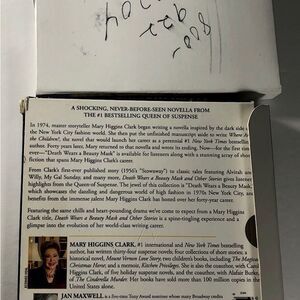 A SHOCKING, NEVER-BEFORE-SEEN NOVELLA FROM
THE #1 BESTSELLING QUEEN OF SUSPENSE
In 1974, master storyteller Mary Higgins Clark began writing a novella inspired by the dark side
the New York City fashion world. She then put the unfinished manuscript aside to write Where Are
the Children?, the novel that would launch her career as a perennial #1 New York Times bestselling
author. Forty years later, Mary returned to that novella and wrote its ending. Now—for the first time
ever—"Death Wears a Beauty Mask" is available for listeners along with a stunning array of short
fiction that spans Mary Higgins Clark's career.
From Clark's first-ever published story (1956's "Stowaway") to classic tales featuring Alvirah and
Willy, My Gal Sunday, and many more, Death Wears a Beauty Mask and Other Stories gives listeners
highlights from the Queen of Suspense. The jewel of this collection is "Death Wears a Beauty Mask,"
which showcases the dazzling and dangerous world of high fashion in 1970s New York City, and
benefits from the immense talent Mary Higgins Clark has honed over her forty-year career.
Featuring the same chills and heart-pounding drama we've come to expect from a Mary Higgins
Clark title, Death Wears a Beauty Mask and Other Stories is a spine-tingling experience and a
glimpse into the evolution of her world-class writing career.
MARY HIGGINS CLARK, #1 international and New York Times bestselling
author, has written thirty-four suspense novels; four collections of short stories; a
historical novel, Mount Vernon Love Story; two children's books, including The Magical
Christmas Horse; and a memoir, Kitchen Privileges. She is also the coauthor, with Carol
Higgins Clark, of five holiday suspense novels, and the coauthor, with Alafair Burke,
of The Cinderella Murder. Her books have sold more than 100 million copies in the
United States alone.
JAN MAXWELL is a five-time Tony Award nominee whose many Broadway credits